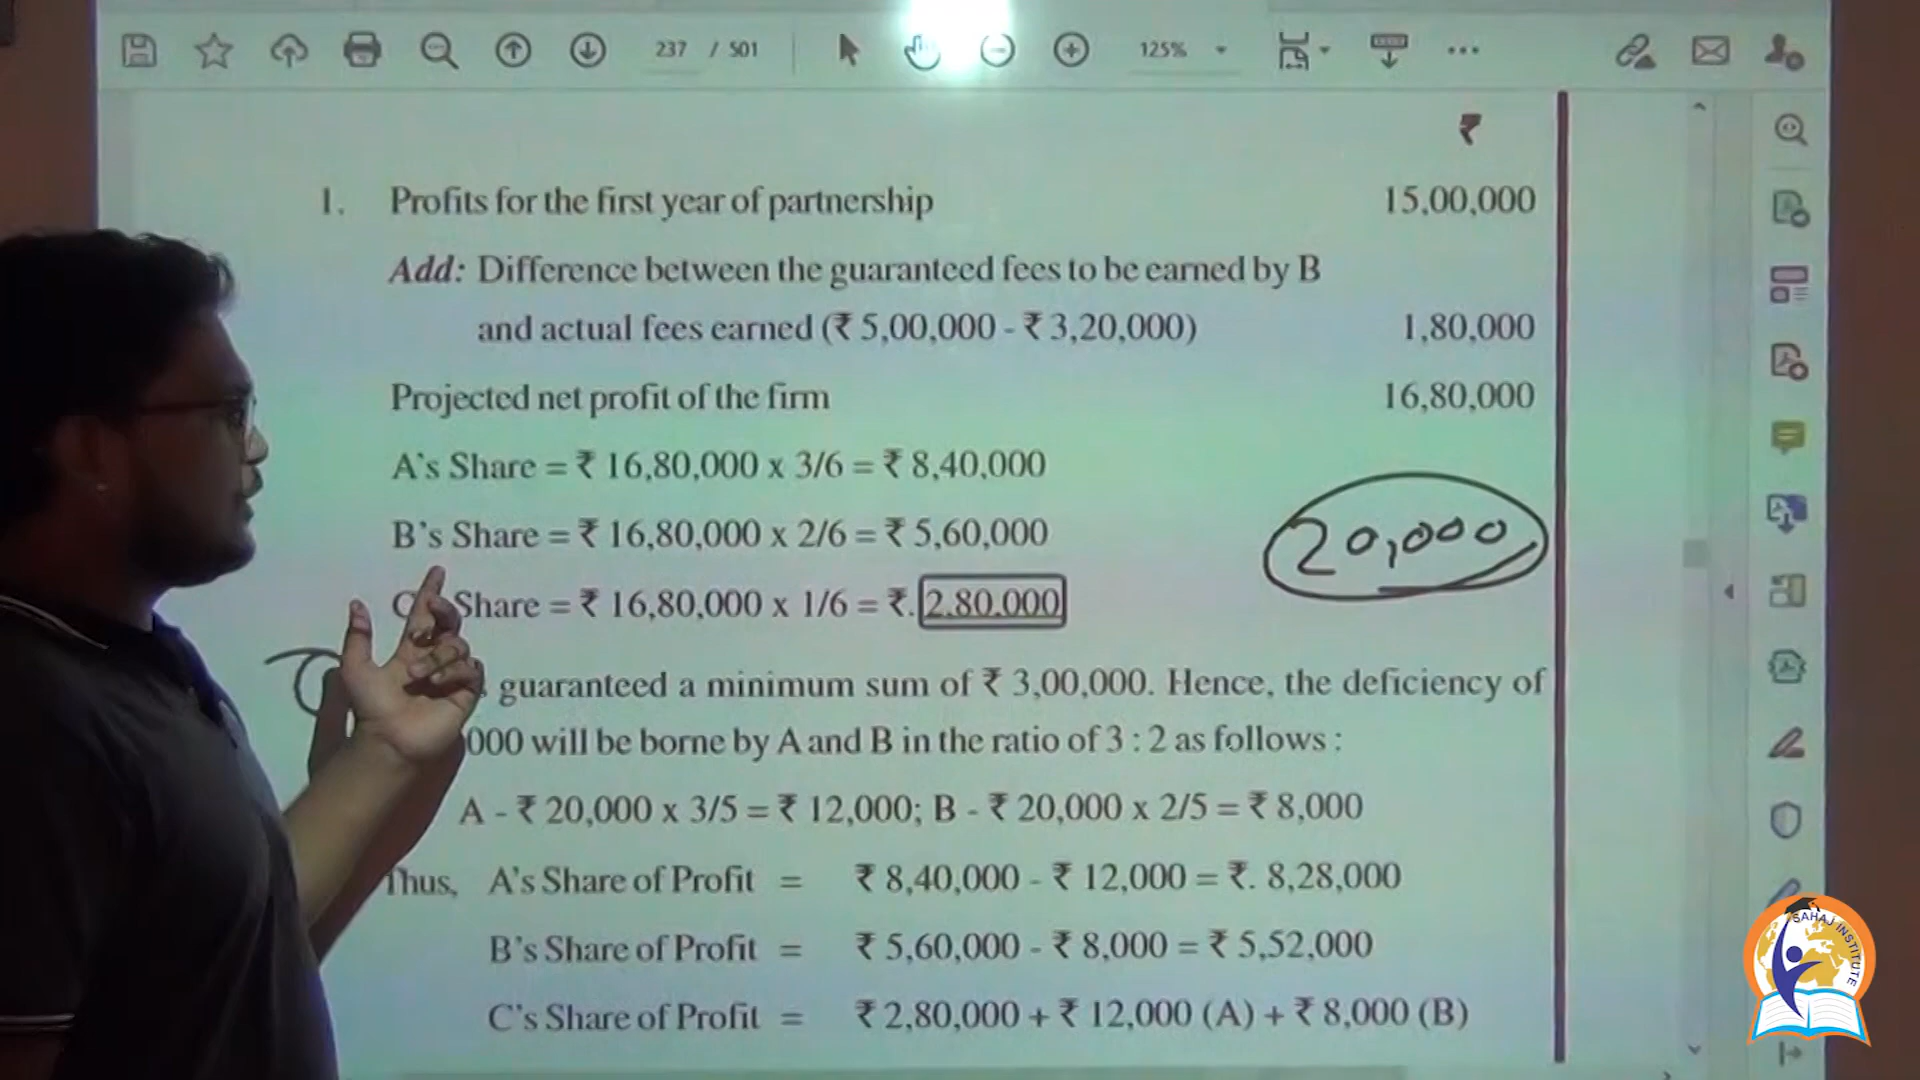 237 / 501
125%
₹
1. Profits for the first year of partnership 15,00,000
Add: Difference between the guaranteed fees to be earned by B
and actual fees earned (₹ 5,00,000 - ₹ 3,20,000) 1,80,000
Projected net profit of the firm 16,80,000
A's Share = ₹ 16,80,000 x 3/6 = ₹ 8,40,000
B's Share = ₹ 16,80,000 x 2/6 = ₹ 5,60,000
20,000
Share = ₹ 16,80,000 x 1/6 = ₹. 2,80,000
guaranteed a minimum sum of ₹ 3,00,000. Hence, the deficiency of
000 will be borne by A and B in the ratio of 3 : 2 as follows :
A - ₹ 20,000 x 3/5 = ₹ 12,000; B - ₹ 20,000 x 2/5 = ₹ 8,000
Thus, A's Share of Profit = ₹ 8,40,000 - ₹ 12,000 = ₹. 8,28,000
B's Share of Profit = ₹ 5,60,000 - ₹ 8,000 = ₹ 5,52,000
C's Share of Profit = ₹ 2,80,000 + ₹ 12,000 (A) + ₹ 8,000 (B)
SAHAJ INSTITUTE